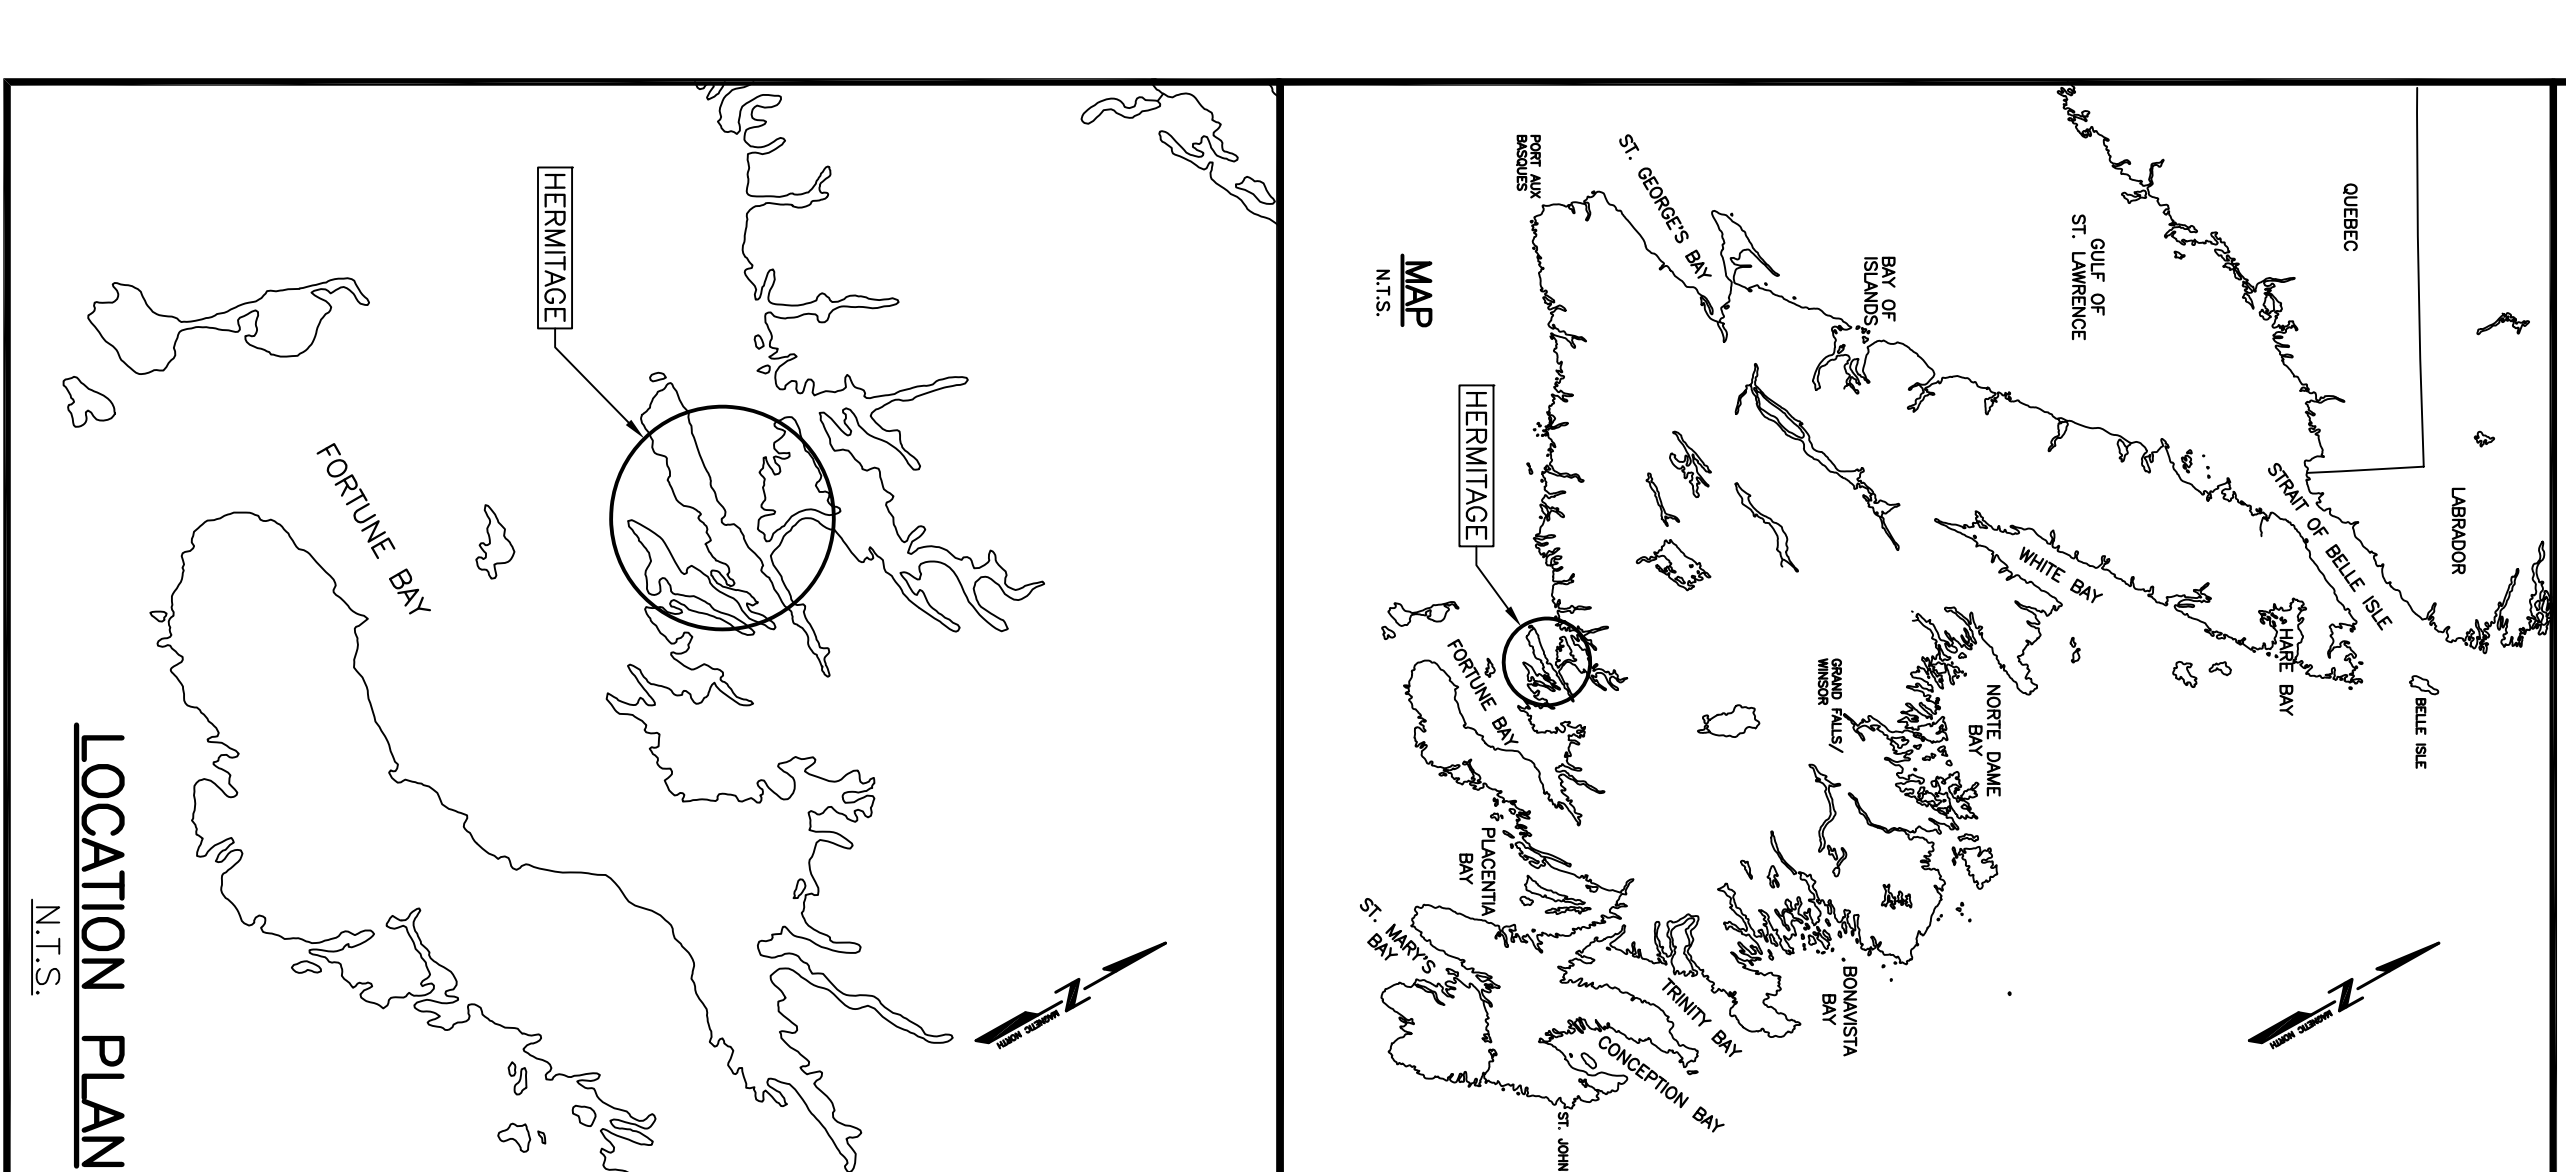 QUEBEC
LABRADOR
GULF OF
ST. LAWRENCE
STRAIT OF BELLE ISLE
BELLE ISLE
HARE BAY
WHITE BAY
BAY OF
ISLANDS
NORTE DAME
BAY
GRAND FALLS/
WINSOR
ST. GEORGE'S BAY
PORT AUX
BASQUES
BONAVISTA
BAY
TRINITY BAY
CONCEPTION BAY
ST. JOHN
HERMITAGE
FORTUNE BAY
PLACENTIA
BAY
ST. MARY'S
BAY
N
MAGNETIC NORTH
MAP
N.T.S.
HERMITAGE
FORTUNE BAY
N
MAGNETIC NORTH
LOCATION PLAN
N.T.S.